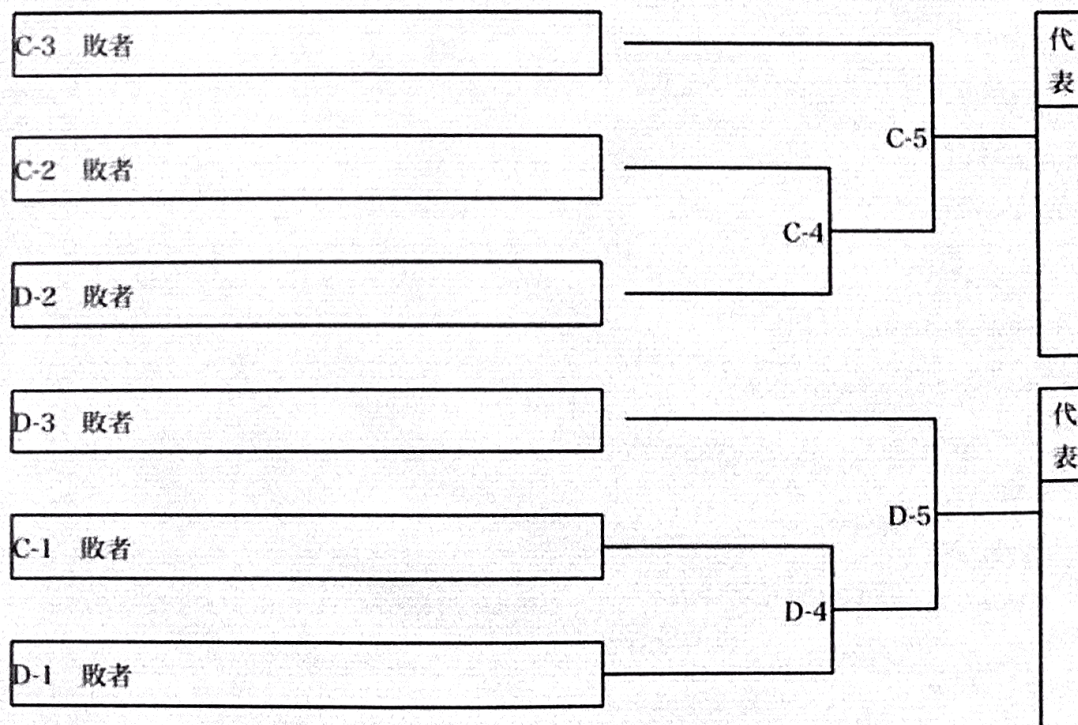 C-3 敗者
代
表
C-5
C-2 敗者
C-4
D-2 敗者
D-3 敗者
代
表
D-5
C-1 敗者
D-4
D-1 敗者